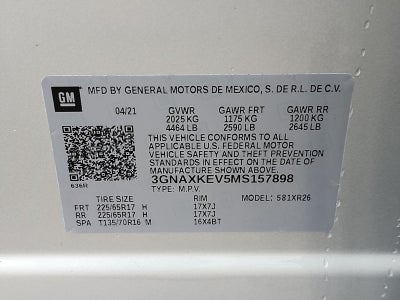 GM
MFD BY GENERAL MOTORS DE MEXICO, S. DE R.L. DE C.V.
04/21 GVWR GAWR FRT GAWR RR
2025 KG 1175 KG 1200 KG
4464 LB 2590 LB 2645 LB
THIS VEHICLE CONFORMS TO ALL
APPLICABLE U.S. FEDERAL MOTOR
VEHICLE SAFETY, BUMPER, AND THEFT
PREVENTION STANDARDS IN EFFECT ON
THE DATE OF MANUFACTURE SHOWN ABOVE.
3GNAXKEV5MS157898
636R TYPE: M.P.V. MODEL: 581XR26
TIRE SIZE RIM
FRT 225/65R17 H 17X7J
RR 225/65R17 H 17X7J
SPA T135/70R16 M 16X4BT